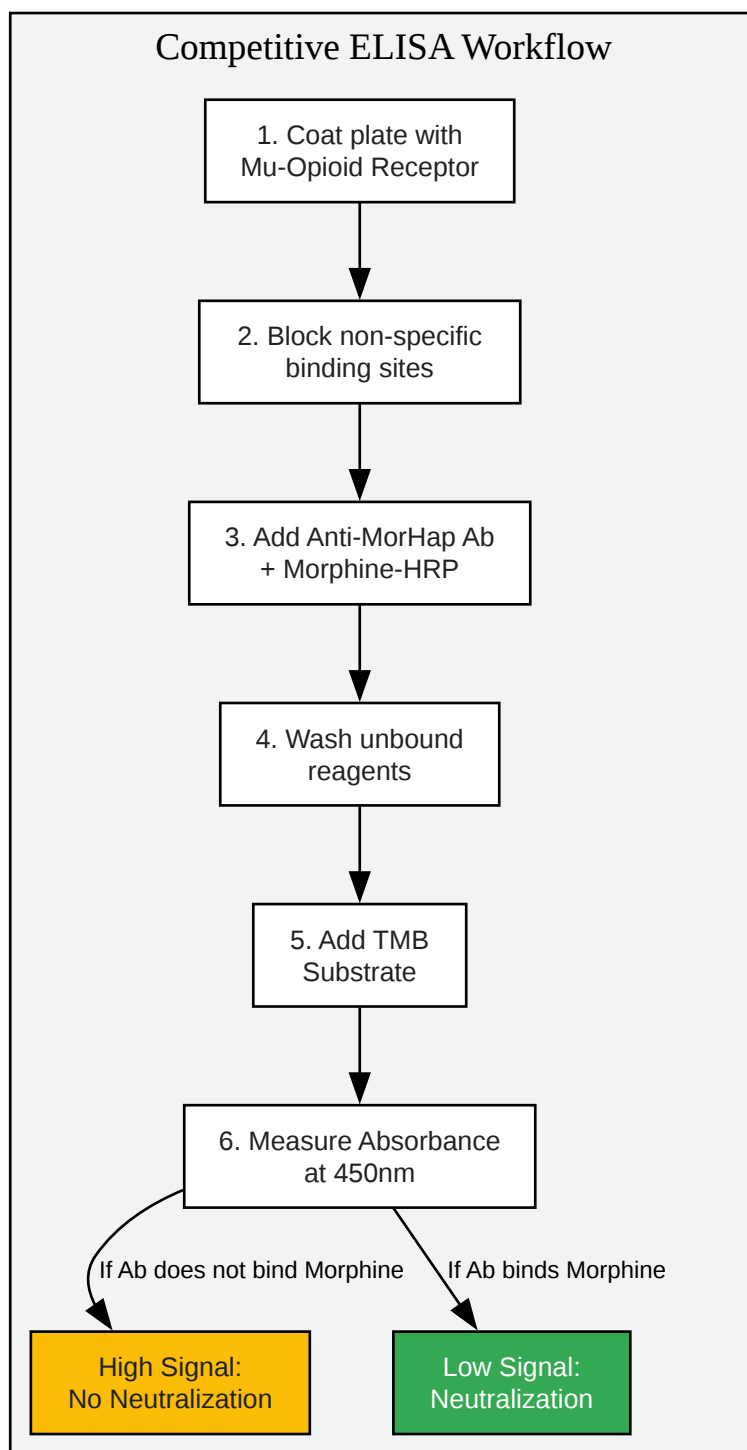 Competitive ELISA Workflow
1. Coat plate with
Mu-Opioid Receptor
2. Block non-specific
binding sites
3. Add Anti-MorHap Ab
+ Morphine-HRP
4. Wash unbound
reagents
5. Add TMB
Substrate
6. Measure Absorbance
at 450nm
If Ab does not bind Morphine
If Ab binds Morphine
High Signal:
No Neutralization
Low Signal:
Neutralization